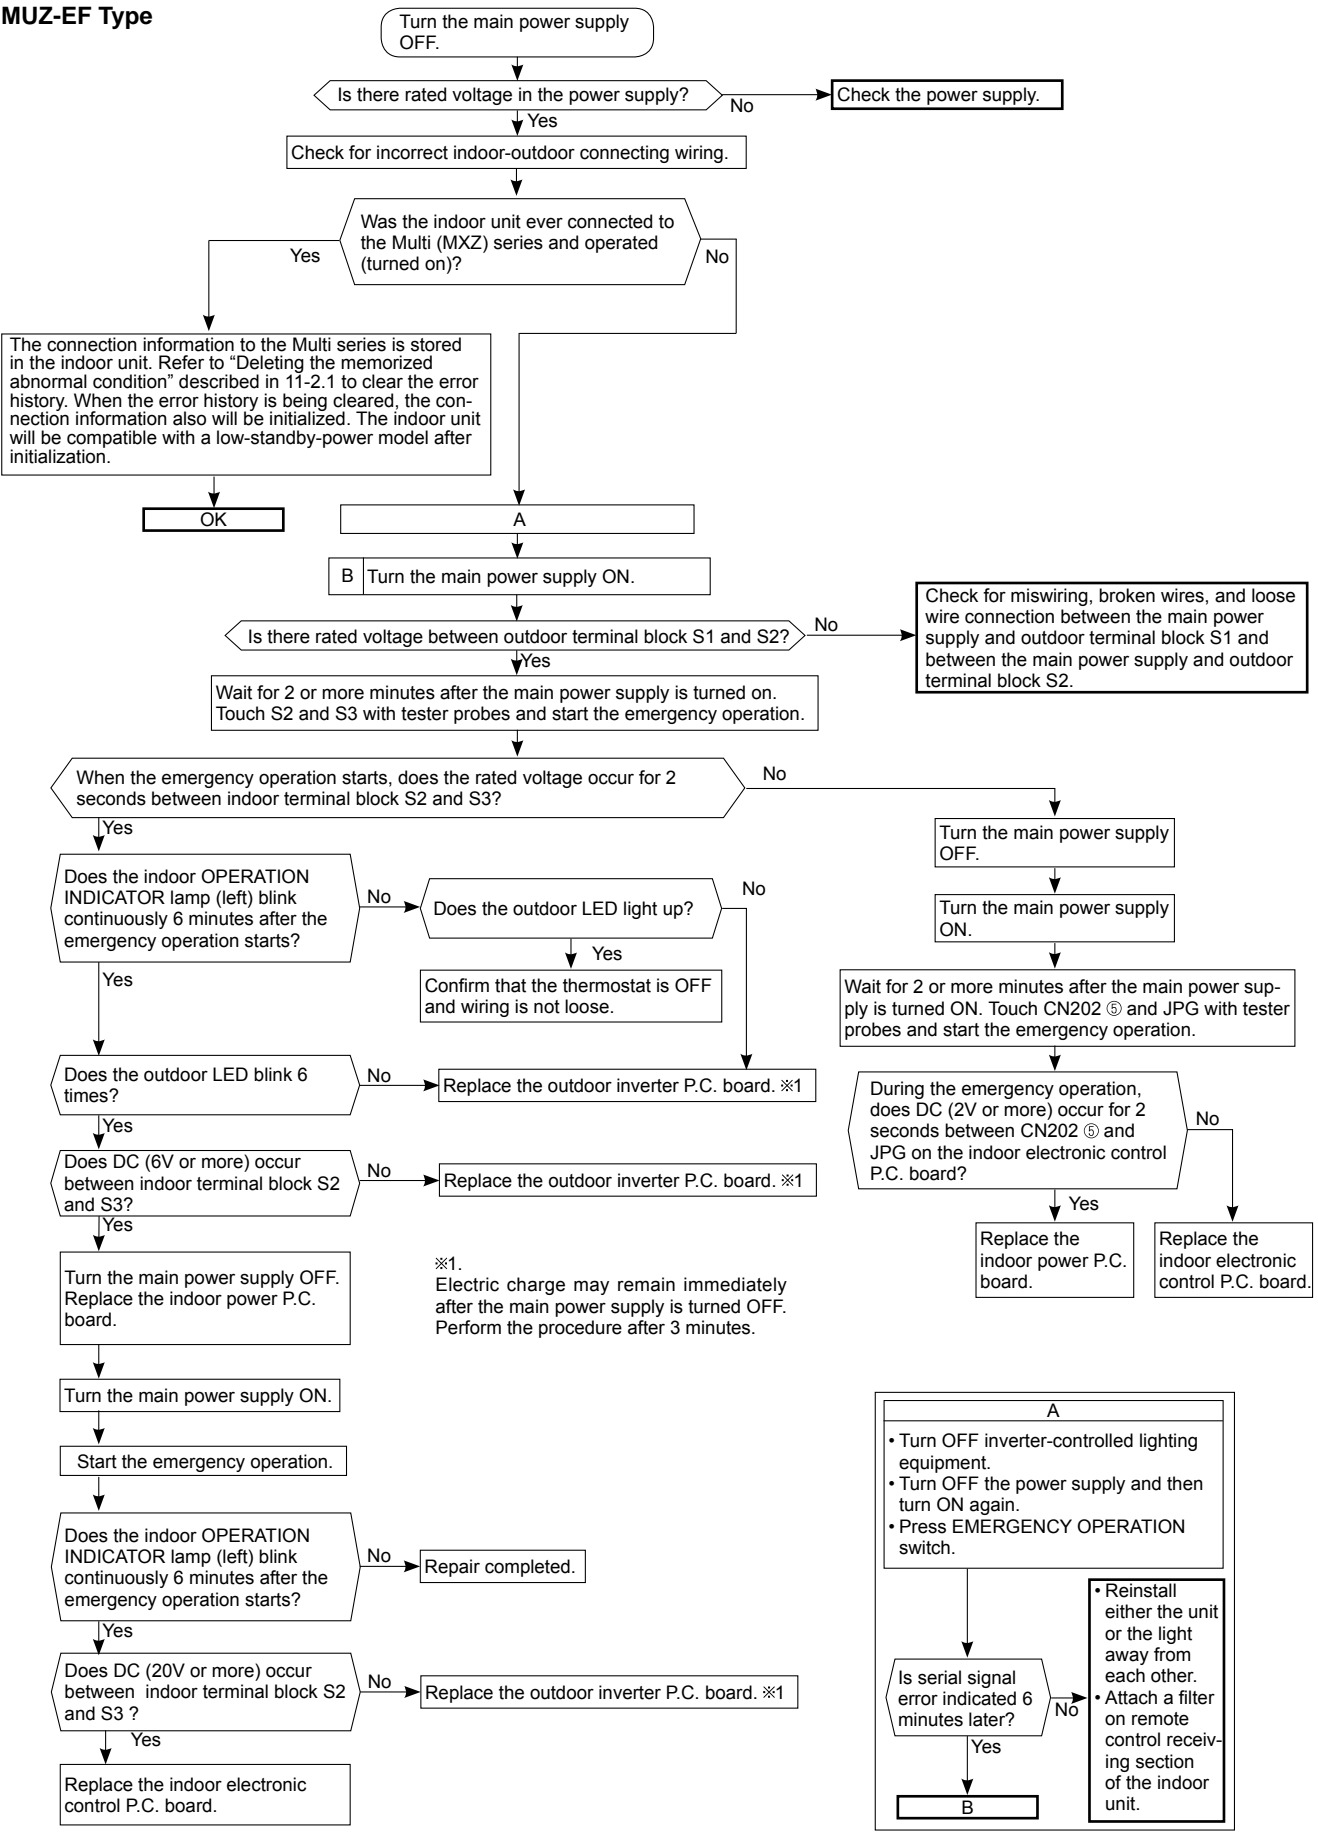 MUZ-EF Type
Turn the main power supply
OFF.
Is there rated voltage in the power supply?
No
Check the power supply.
Yes
Check for incorrect indoor-outdoor connecting wiring.
Was the indoor unit ever connected to
the Multi (MXZ) series and operated
(turned on)?
Yes
No
The connection information to the Multi series is stored
in the indoor unit. Refer to “Deleting the memorized
abnormal condition” described in 11-2.1 to clear the error
history. When the error history is being cleared, the con-
nection information also will be initialized. The indoor unit
will be compatible with a low-standby-power model after
initialization.
OK
A
B Turn the main power supply ON.
Is there rated voltage between outdoor terminal block S1 and S2?
No
Check for miswiring, broken wires, and loose
wire connection between the main power
supply and outdoor terminal block S1 and
between the main power supply and outdoor
terminal block S2.
Yes
Wait for 2 or more minutes after the main power supply is turned on.
Touch S2 and S3 with tester probes and start the emergency operation.
When the emergency operation starts, does the rated voltage occur for 2
seconds between indoor terminal block S2 and S3?
No
Yes
Turn the main power supply
OFF.
Turn the main power supply
ON.
Wait for 2 or more minutes after the main power sup-
ply is turned ON. Touch CN202 ⑤ and JPG with tester
probes and start the emergency operation.
During the emergency operation,
does DC (2V or more) occur for 2
seconds between CN202 ⑤ and
JPG on the indoor electronic control
P.C. board?
No
Yes
Replace the
indoor power P.C.
board.
Replace the
indoor electronic
control P.C. board.
Does the indoor OPERATION
INDICATOR lamp (left) blink
continuously 6 minutes after the
emergency operation starts?
No
Does the outdoor LED light up?
No
Yes
Confirm that the thermostat is OFF
and wiring is not loose.
Yes
Does the outdoor LED blink 6
times?
No
Replace the outdoor inverter P.C. board. ※1
Yes
Does DC (6V or more) occur
between indoor terminal block S2
and S3?
No
Replace the outdoor inverter P.C. board. ※1
Yes
Turn the main power supply OFF.
Replace the indoor power P.C.
board.
※1.
Electric charge may remain immediately
after the main power supply is turned OFF.
Perform the procedure after 3 minutes.
Turn the main power supply ON.
Start the emergency operation.
Does the indoor OPERATION
INDICATOR lamp (left) blink
continuously 6 minutes after the
emergency operation starts?
No
Repair completed.
Yes
Does DC (20V or more) occur
between indoor terminal block S2
and S3 ?
No
Replace the outdoor inverter P.C. board. ※1
Yes
Replace the indoor electronic
control P.C. board.
A
• Turn OFF inverter-controlled lighting
equipment.
• Turn OFF the power supply and then
turn ON again.
• Press EMERGENCY OPERATION
switch.
Is serial signal
error indicated 6
minutes later?
No
• Reinstall
either the unit
or the light
away from
each other.
• Attach a filter
on remote
control receiv-
ing section
of the indoor
unit.
Yes
B